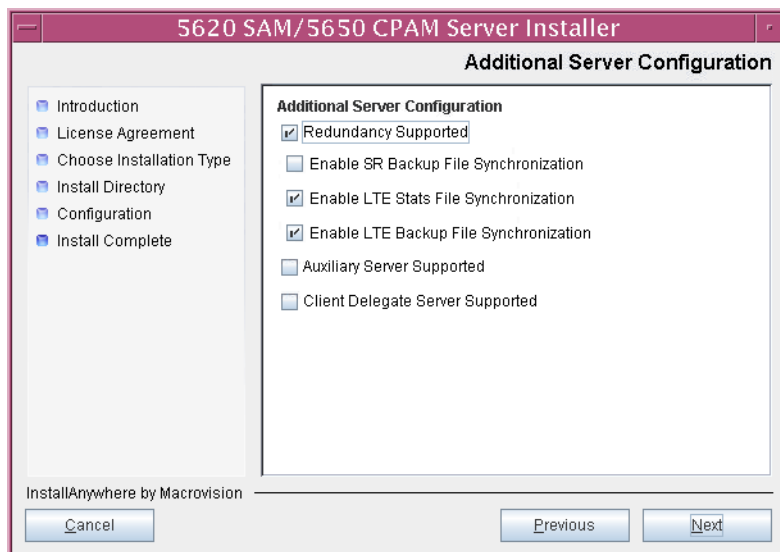 5620 SAM/5650 CPAM Server Installer
Additional Server Configuration
Introduction
License Agreement
Choose Installation Type
Install Directory
Configuration
Install Complete
Additional Server Configuration
Redundancy Supported
Enable SR Backup File Synchronization
Enable LTE Stats File Synchronization
Enable LTE Backup File Synchronization
Auxiliary Server Supported
Client Delegate Server Supported
InstallAnywhere by Macrovision
Cancel
Previous
Next